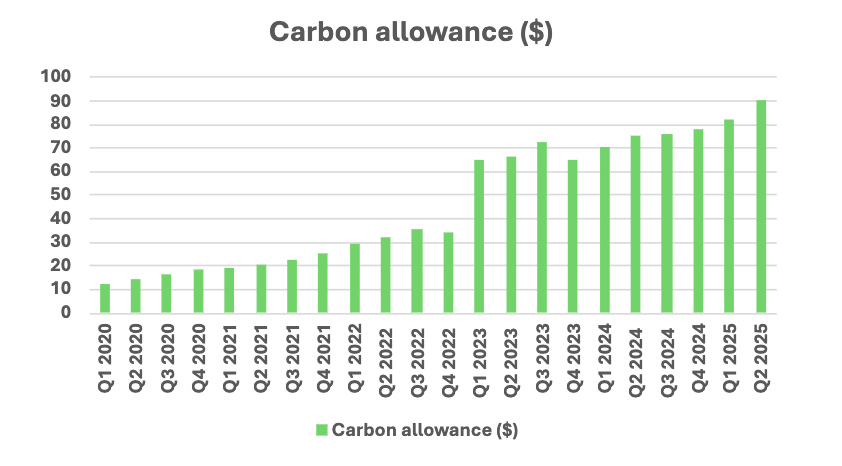 Carbon allowance ($)
100
90
80
70
60
50
40
30
20
10
0
Q1 2020
Q2 2020
Q3 2020
Q4 2020
Q1 2021
Q2 2021
Q3 2021
Q4 2021
Q1 2022
Q2 2022
Q3 2022
Q4 2022
Q1 2023
Q2 2023
Q3 2023
Q4 2023
Q1 2024
Q2 2024
Q3 2024
Q4 2024
Q1 2025
Q2 2025
Carbon allowance ($)